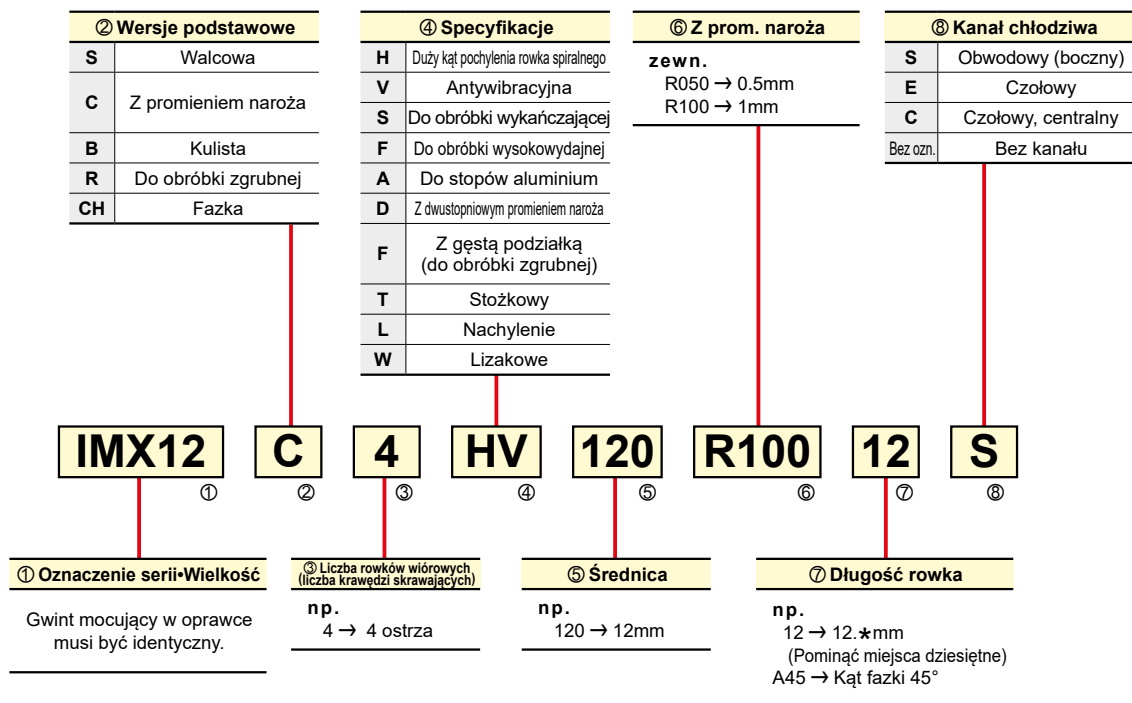 ② Wersje podstawowe
S Walcowa
C Z promieniem naroża
B Kulista
R Do obróbki zgrubnej
CH Fazka
④ Specyfikacje
H Duży kąt pochylenia rowka spiralnego
V Antywibracyjna
S Do obróbki wykańczającej
F Do obróbki wysokowydajnej
A Do stopów aluminium
D Z dwustopniowym promieniem naroża
F Z gęstą podziałką
(do obróbki zgrubnej)
T Stożkowy
L Nachylenie
W Lizakowe
⑥ Z prom. naroża
zewn.
R050 → 0.5mm
R100 → 1mm
⑧ Kanał chłodziwa
S Obwodowy (boczny)
E Czołowy
C Czołowy, centralny
Bez ozn. Bez kanału
IMX12 C 4 HV 120 R100 12 S
① ② ③ ④ ⑤ ⑥ ⑦ ⑧
① Oznaczenie serii•Wielkość
Gwint mocujący w oprawce
musi być identyczny.
③ Liczba rowków wiórowych
(liczba krawędzi skrawających)
np.
4 → 4 ostrza
⑤ Średnica
np.
120 → 12mm
⑦ Długość rowka
np.
12 → 12.★mm
(Pominąć miejsca dziesiętne)
A45 → Kąt fazki 45°